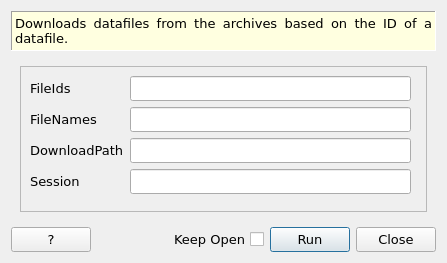 Downloads datafiles from the archives based on the ID of a
datafile.
FileIds
FileNames
DownloadPath
Session
?
Keep Open
Run
Close